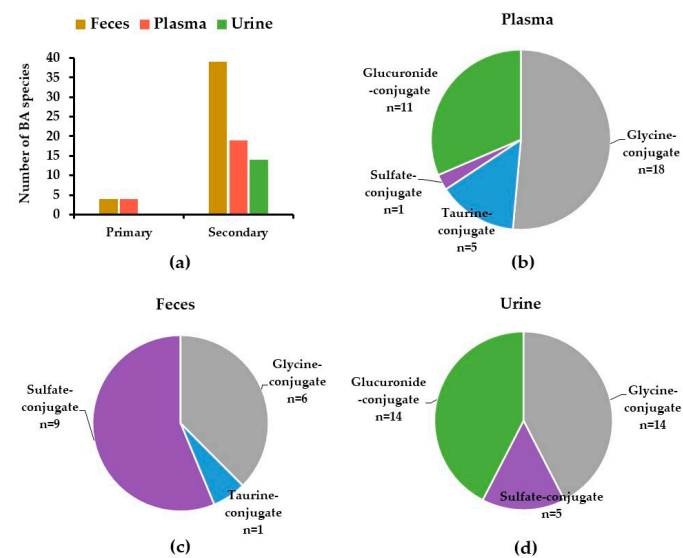 Feces Plasma Urine
Number of BA species
40
35
30
25
20
15
10
5
0
Primary Secondary
(a)
Plasma
Glucuronide
-conjugate
n=11
Sulfate-
conjugate
n=1
Taurine-
conjugate
n=5
Glycine-
conjugate
n=18
(b)
Feces
Sulfate-
conjugate
n=9
Glycine-
conjugate
n=6
Taurine-
conjugate
n=1
(c)
Urine
Glucuronide
-conjugate
n=14
Glycine-
conjugate
n=14
Sulfate-conjugate
n=5
(d)